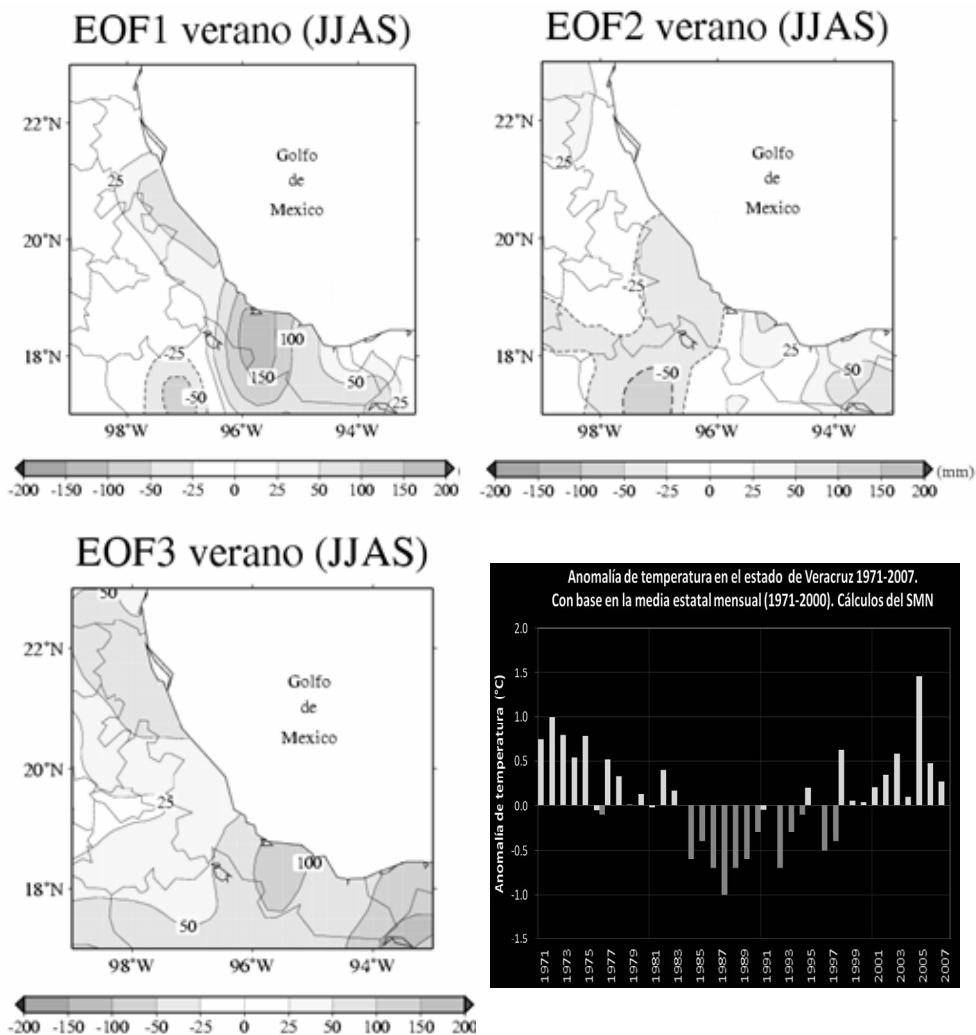 EOF1 verano (JJAS)
22°N
20°N
18°N
98°W 96°W 94°W
Golfo
de
Mexico
25
-25
-50
100
150
50
25
-200 -150 -100 -50 -25 0 25 50 100 150 200
EOF2 verano (JJAS)
22°N
20°N
18°N
98°W 96°W 94°W
Golfo
de
Mexico
25
-25
-50
25
50
(mm)
-200 -150 -100 -50 -25 0 25 50 100 150 200
EOF3 verano (JJAS)
22°N
20°N
18°N
98°W 96°W 94°W
50
Golfo
de
Mexico
25
100
50
-200 -150 -100 -50 -25 0 25 50 100 150 200
Anomalía de temperatura en el estado de Veracruz 1971-2007.
Con base en la media estatal mensual (1971-2000). Cálculos del SMN
Anomalía de temperatura (°C)
2.0
1.5
1.0
0.5
0.0
-0.5
-1.0
-1.5
1971 1973 1975 1977 1979 1981 1983 1985 1987 1989 1991 1993 1995 1997 1999 2001 2003 2005 2007